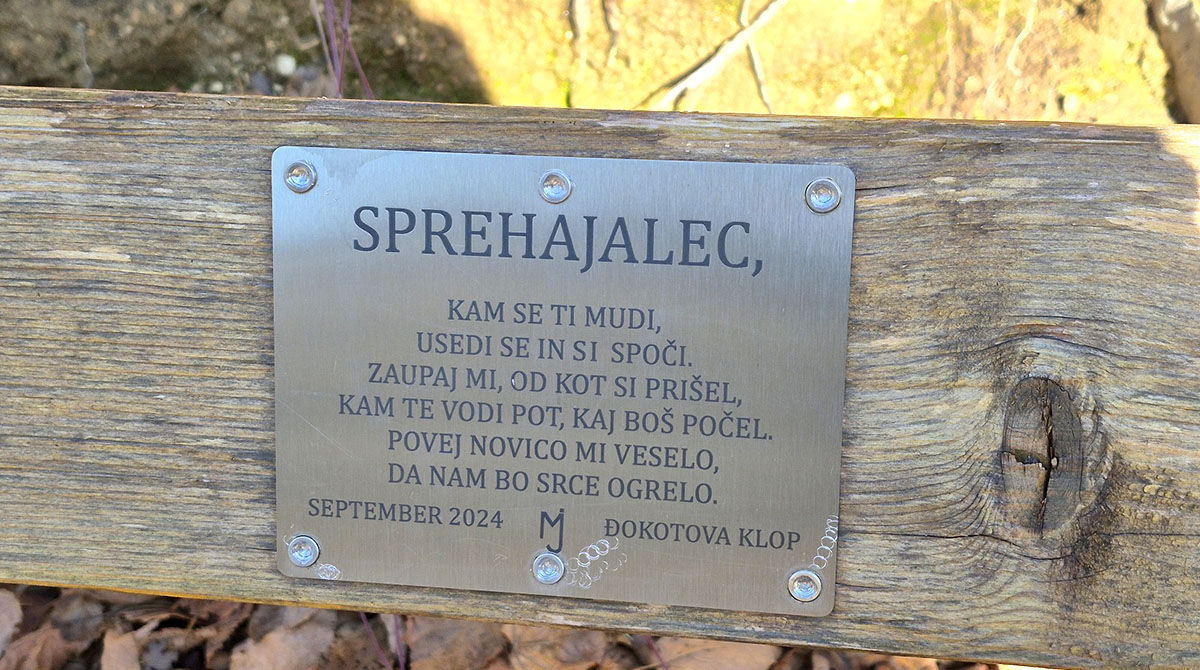 SPREHAJALEC,
KAM SE TI MUDI,
USEDI SE IN SI SPOČI.
ZAUPAJ MI, OD KOT SI PRIŠEL,
KAM TE VODI POT, KAJ BOŠ POČEL.
POVEJ NOVICO MI VESELO,
DA NAM BO SRCE OGRELO.
SEPTEMBER 2024 MJ ĐOKOTOVA KLOP